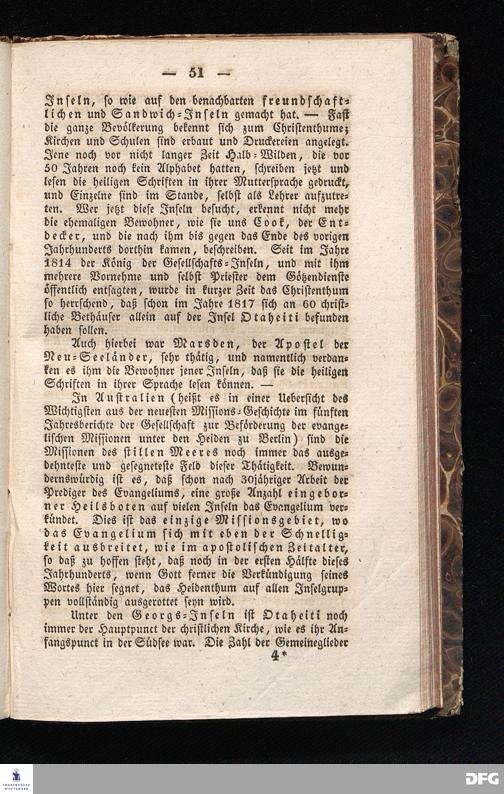 — 51 —
Inseln, so wie auf den benachbarten freundschaft-
lichen und Sandwich-Inseln gemacht hat. — Fast
die ganze Bevölkerung bekennt sich zum Christenthume;
Kirchen und Schulen sind erbaut und Druckereien angelegt.
Jene noch vor nicht langer Zeit Halb-Wilden, die vor
50 Jahren noch kein Alphabet hatten, schreiben jetzt und
lesen die heiligen Schriften in ihrer Muttersprache gedruckt,
und Einzelne sind im Stande, selbst als Lehrer aufzutre-
ten. Wer jetzt diese Inseln besucht, erkennt nicht mehr
die ehemaligen Bewohner, wie sie uns Cook, der Ent-
decker, und die nach ihm bis gegen das Ende des vorigen
Jahrhunderts dorthin kamen, beschreiben. Seit im Jahre
1814 der König der Gesellschafts-Inseln, und mit ihm
mehrere Vornehme und selbst Priester dem Götzendienste
öffentlich entsagten, wurde in kurzer Zeit das Christenthum
so herrschend, daß schon im Jahre 1817 sich an 60 christ-
liche Bethäuser allein auf der Insel Otaheiti befunden
haben sollen.
Auch hierbei war Marsden, der Apostel der
Neu-Seeländer, sehr thätig, und namentlich verdan-
ken es ihm die Bewohner jener Inseln, daß sie die heiligen
Schriften in ihrer Sprache lesen können. —
In Australien (heißt es in einer Uebersicht des
Wichtigsten aus der neuesten Missions-Geschichte im fünften
Jahresberichte der Gesellschaft zur Beförderung der evange-
lischen Missionen unter den Heiden zu Berlin) sind die
Missionen des stillen Meeres noch immer das ausge-
dehnteste und gesegneteste Feld dieser Thätigkeit. Bewun-
dernswürdig ist es, daß schon nach 30jähriger Arbeit der
Prediger des Evangeliums, eine große Anzahl eingebor-
ner Heilsboten auf vielen Inseln das Evangelium ver-
kündet. Dies ist das einzige Missionsgebiet, wo
das Evangelium sich mit eben der Schnellig-
keit ausbreitet, wie im apostolischen Zeitalter,
so daß zu hoffen steht, daß noch in der ersten Hälfte dieses
Jahrhunderts, wenn Gott ferner die Verkündigung seines
Wortes hier segnet, das Heidenthum auf allen Inselgrup-
pen vollständig ausgerottet seyn wird.
Unter den Georgs-Inseln ist Otaheiti noch
immer der Hauptpunct der christlichen Kirche, wie es ihr An-
fangspunct in der Südsee war. Die Zahl der Gemeineglieder
4*
FRANCKESCHE
STIFTUNGEN
DFG